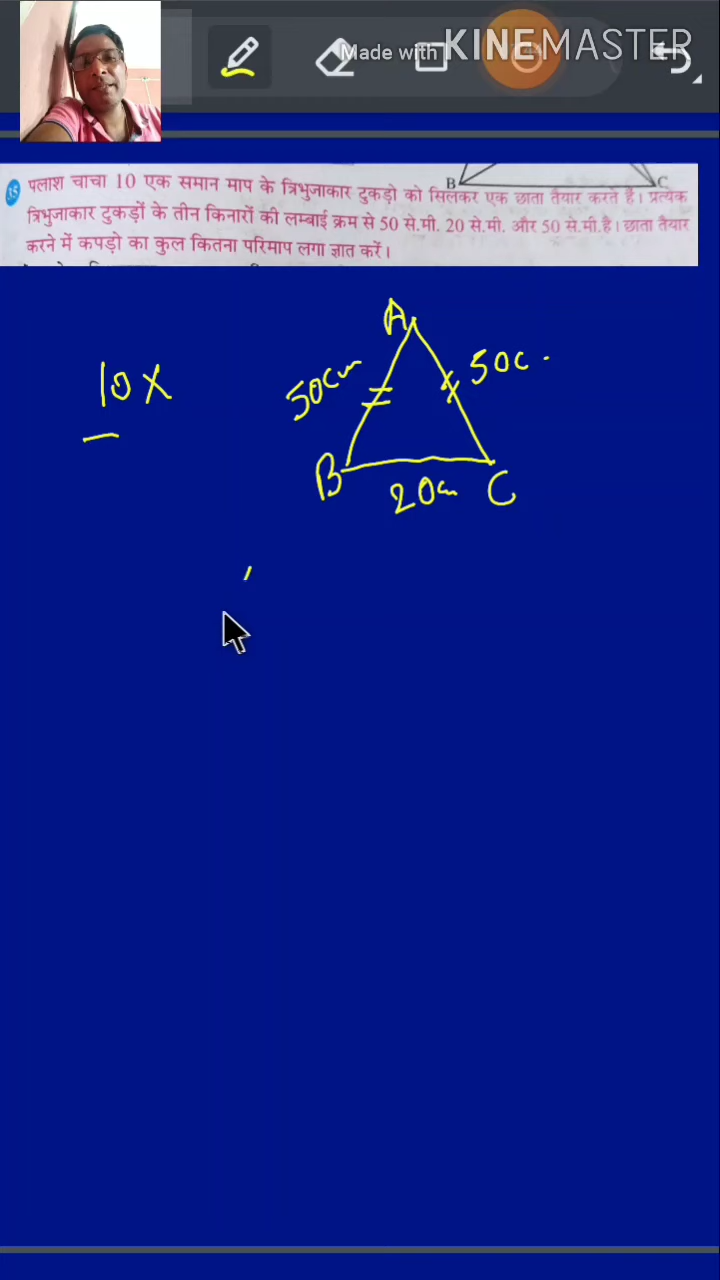 Made with KINEMASTER
B C
35 पलाश चाचा 10 एक समान माप के त्रिभुजाकार टुकड़ो को सिलकर एक छाता तैयार करते है। प्रत्येक
त्रिभुजाकार टुकड़ों के तीन किनारों की लम्बाई क्रम से 50 से.मी. 20 से.मी. और 50 से.मी.है। छाता तैयार
करने में कपड़ो का कुल कितना परिमाप लगा ज्ञात करें।
A
50cm 50c.
10 X
B 20cm C